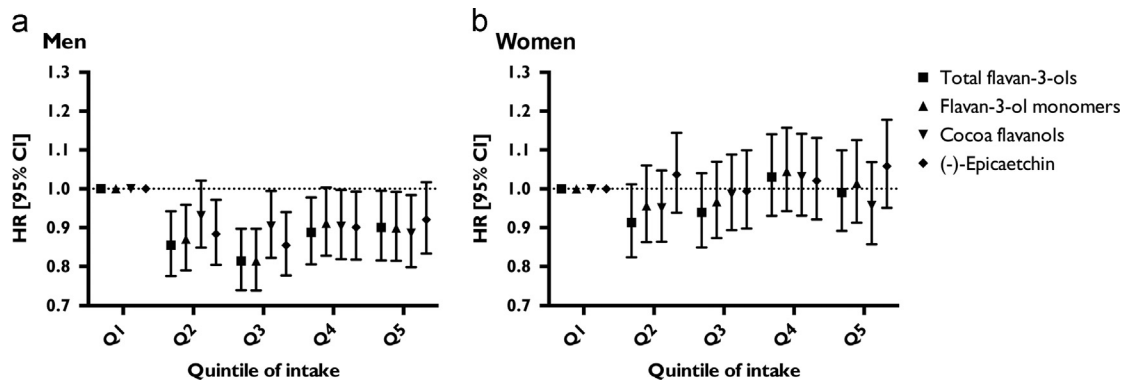 a
Men
HR [95% CI]
1.3
1.2
1.1
1.0
0.9
0.8
0.7
Q1
Q2
Q3
Q4
Q5
Quintile of intake
b
Women
HR [95% CI]
1.3
1.2
1.1
1.0
0.9
0.8
0.7
Q1
Q2
Q3
Q4
Q5
Quintile of intake
Total flavan-3-ols
Flavan-3-ol monomers
Cocoa flavanols
(-)-Epicaetchin